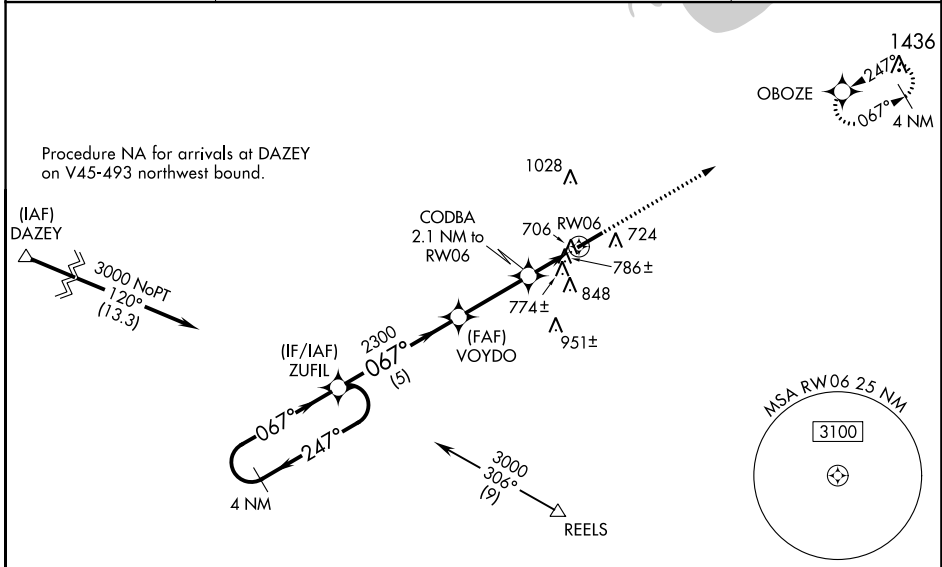 1436
247°
OBOZE
067°
4 NM
Procedure NA for arrivals at DAZEY
on V45-493 northwest bound.
1028
(IAF)
DAZEY
CODBA
2.1 NM to
RW06
706
RW06
724
786±
3000 NoPT
120°
(13.3)
774±
848
951±
(FAF)
VOYDO
2300
067°
(5)
(IF/IAF)
ZUFIL
067°
247°
4 NM
3000
306°
(9)
REELS
MSA RW06 25 NM
3100